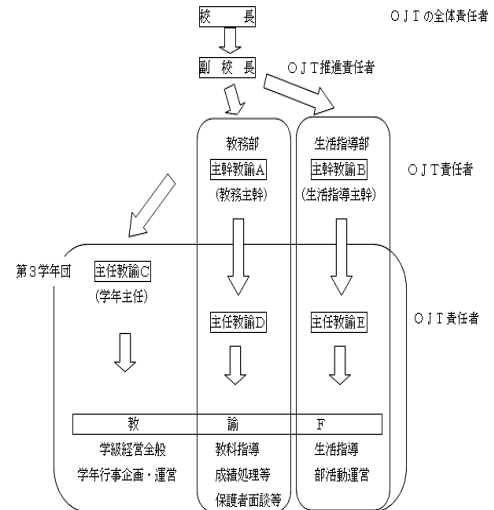 校　長　ＯＪＴの全体責任者
副　校　長　ＯＪＴ推進責任者
教務部　生活指導部
主幹教諭A　主幹教諭B　ＯＪＴ責任者
(教務主幹)　(生活指導主幹)
第３学年団　主任教諭C
(学年主任)
主任教諭D　主任教諭E　ＯＪＴ責任者
教　諭　F
学級経営全般　教科指導　生活指導
学年行事企画・運営　成績処理等　部活動運営
保護者面談等